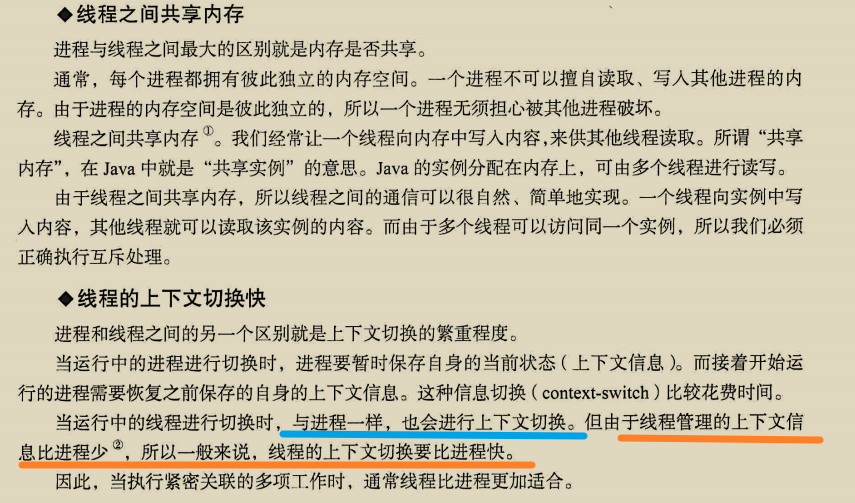 ◆线程之间共享内存
进程与线程之间最大的区别就是内存是否共享。
通常，每个进程都拥有彼此独立的内存空间。一个进程不可以擅自读取、写入其他进程的内
存。由于进程的内存空间是彼此独立的，所以一个进程无须担心被其他进程破坏。
线程之间共享内存①。我们经常让一个线程向内存中写入内容，来供其他线程读取。所谓“共享
内存”，在 Java 中就是“共享实例”的意思。Java 的实例分配在内存上，可由多个线程进行读写。
由于线程之间共享内存，所以线程之间的通信可以很自然、简单地实现。一个线程向实例中写
入内容，其他线程就可以读取该实例的内容。而由于多个线程可以访问同一个实例，所以我们必须
正确执行互斥处理。
◆线程的上下文切换快
进程和线程之间的另一个区别就是上下文切换的繁重程度。
当运行中的进程进行切换时，进程要暂时保存自身的当前状态（上下文信息）。而接着开始运
行的进程需要恢复之前保存的自身的上下文信息。这种信息切换（context-switch）比较花费时间。
当运行中的线程进行切换时，与进程一样，也会进行上下文切换。但由于线程管理的上下文信
息比进程少②，所以一般来说，线程的上下文切换要比进程快。
因此，当执行紧密关联的多项工作时，通常线程比进程更加适合。